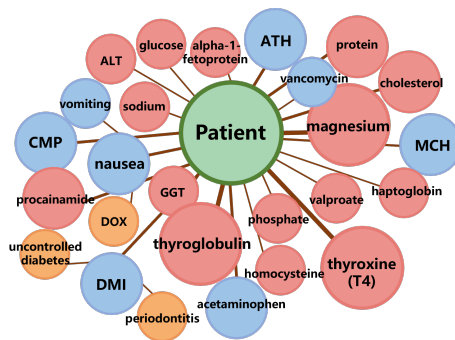 glucose
alpha-1-
fetoprotein
ATH
protein
ALT
vancomycin
cholesterol
vomiting
sodium
Patient
magnesium
CMP
nausea
MCH
procainamide
GGT
valproate
haptoglobin
DOX
phosphate
uncontrolled
diabetes
thyroglobulin
homocysteine
thyroxine
(T4)
DMI
acetaminophen
periodontitis